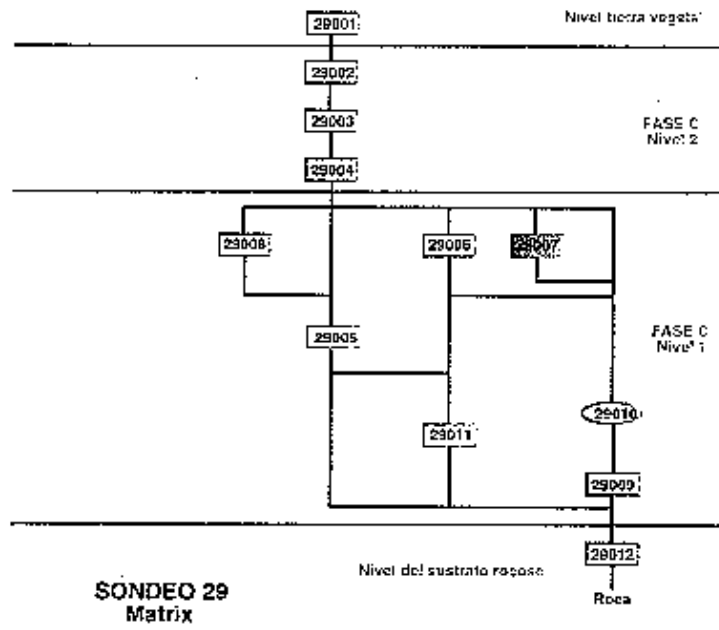 29001
Nivel tierra vegetal
29002
29003
FASE C
Nivel 2
29004
29008
29006
29007
29005
FASE C
Nivel 1
29010
29011
29009
29012
Nivel del sustrato rocoso
Roca
SONDEO 29
Matrix